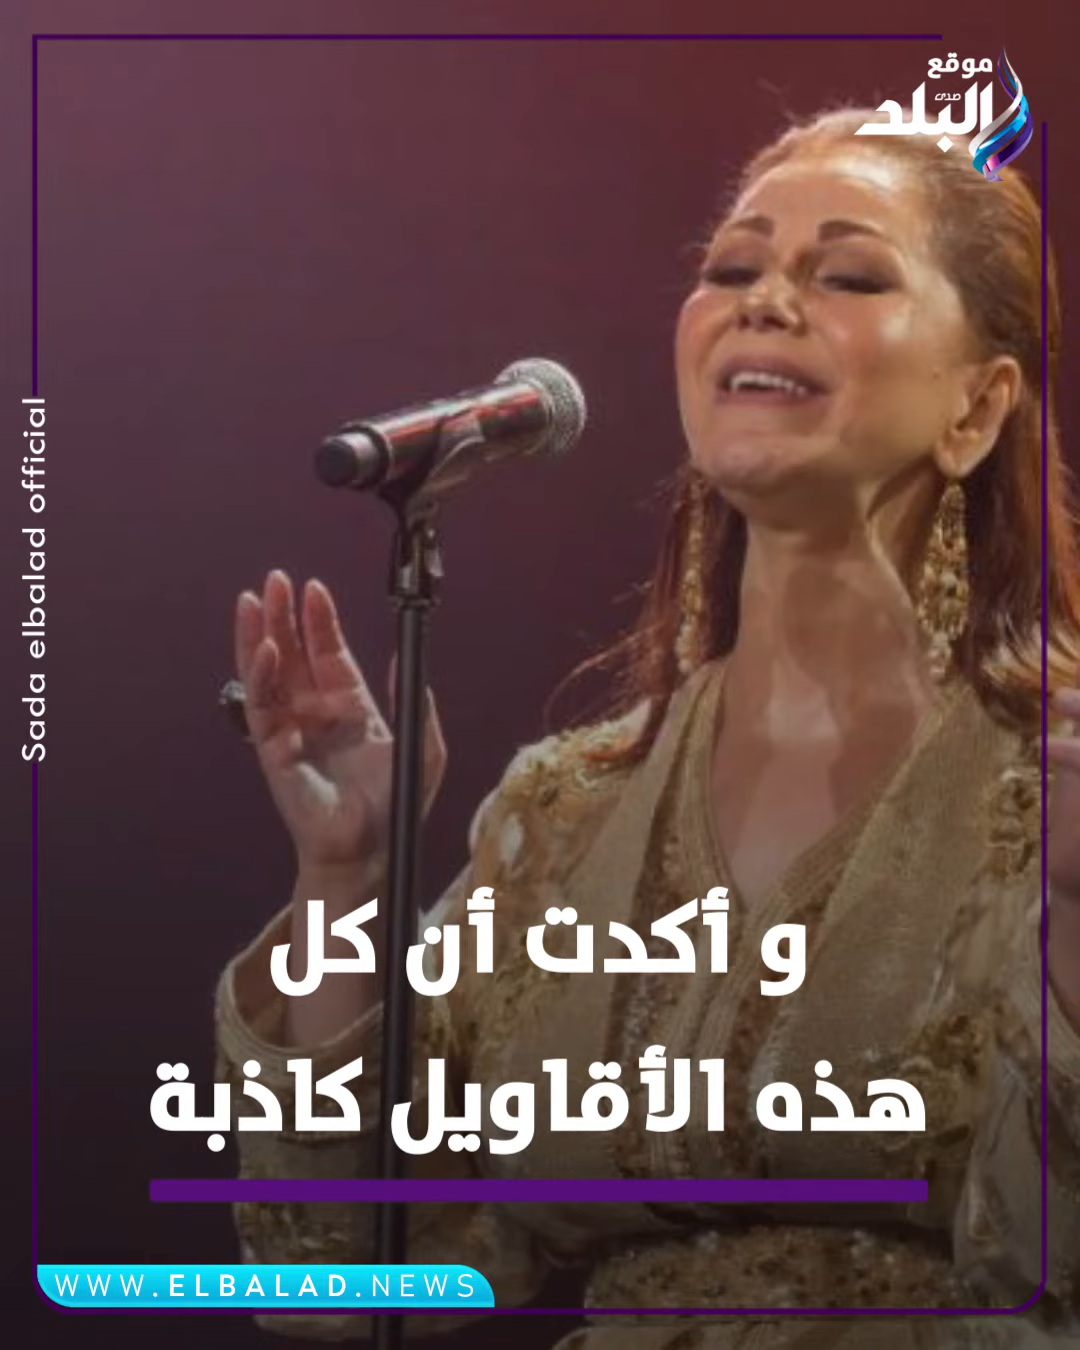 موقع
صدى
البلد
Sada elbalad official
و أكدت أن كل
هذه الأقاويل كاذبة
WWW.ELBALAD.NEWS